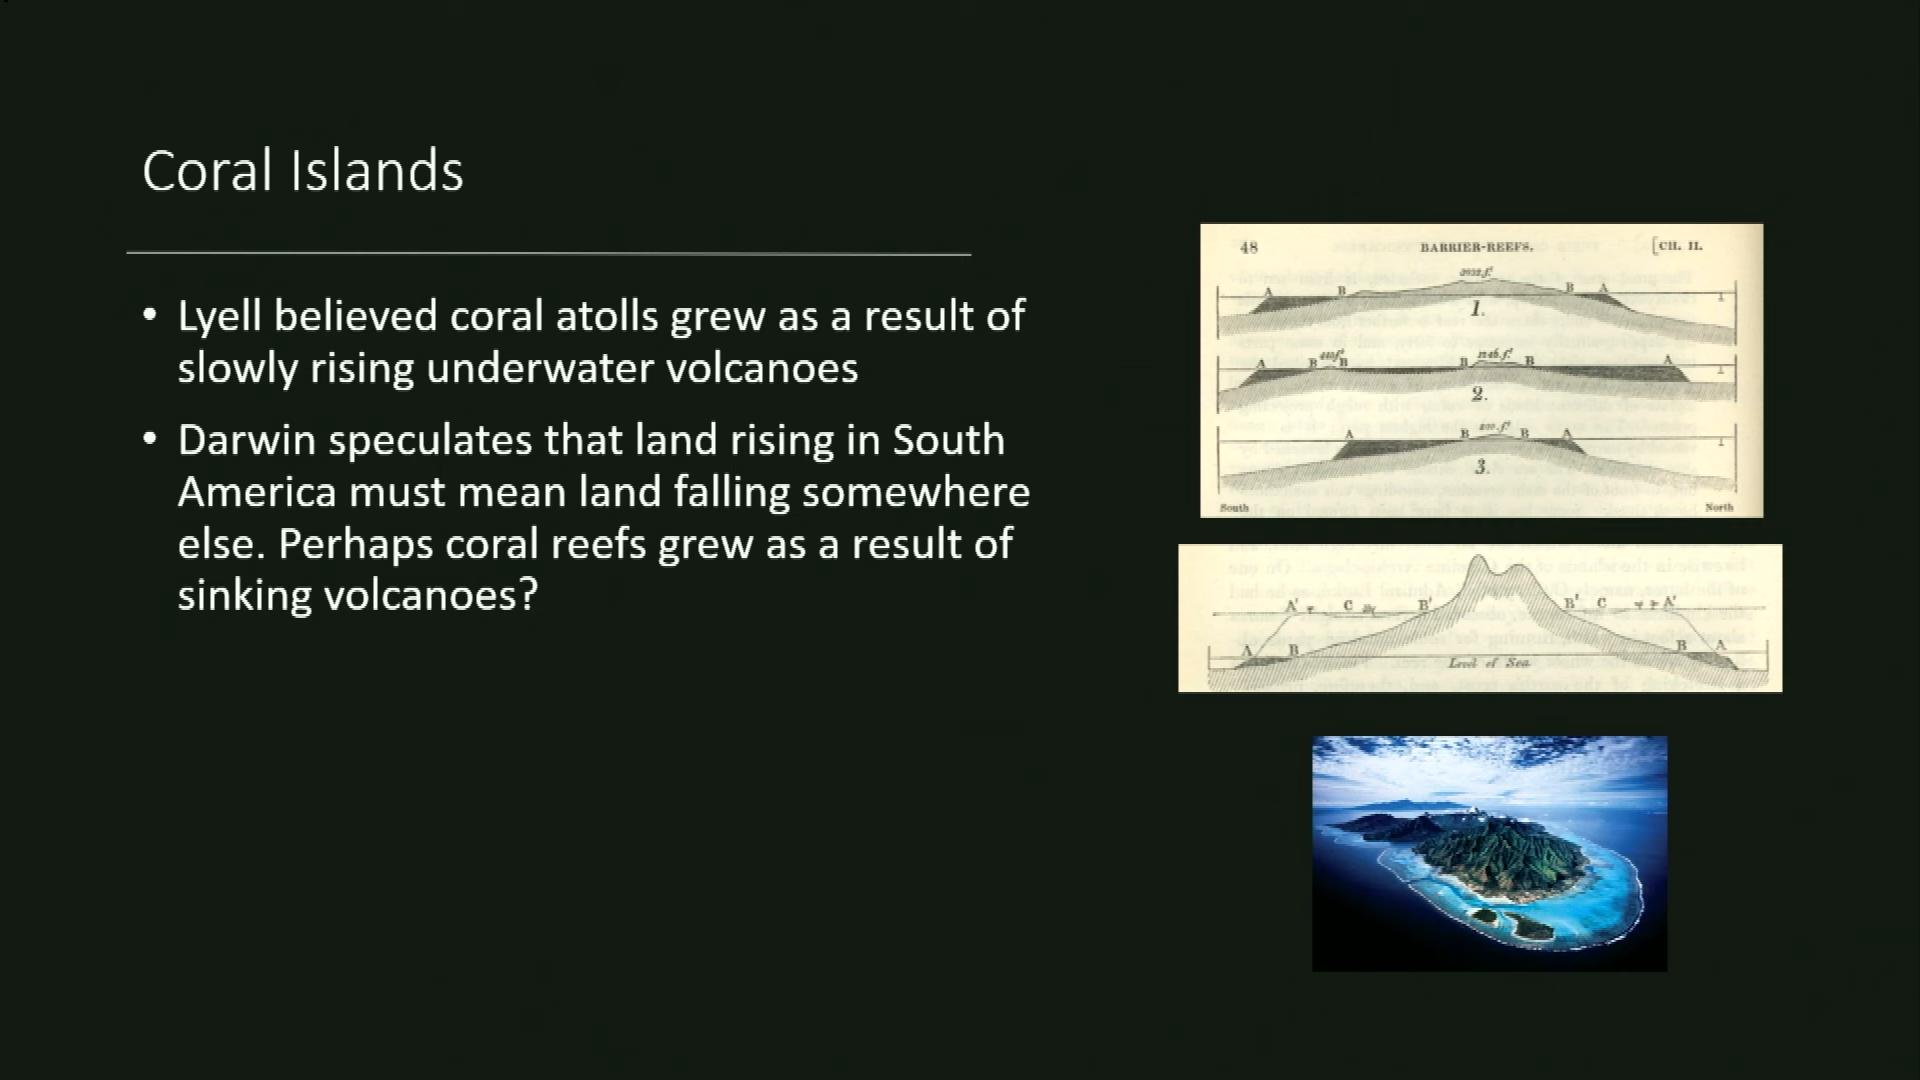 Coral Islands
• Lyell believed coral atolls grew as a result of
slowly rising underwater volcanoes
• Darwin speculates that land rising in South
America must mean land falling somewhere
else. Perhaps coral reefs grew as a result of
sinking volcanoes?
48 BARRIER-REEFS. [CH. II.
A B B A
1.
A B B B B A
2.
A B B A
3.
South North
A' C B' B' C A'
A B B A
Level of Sea